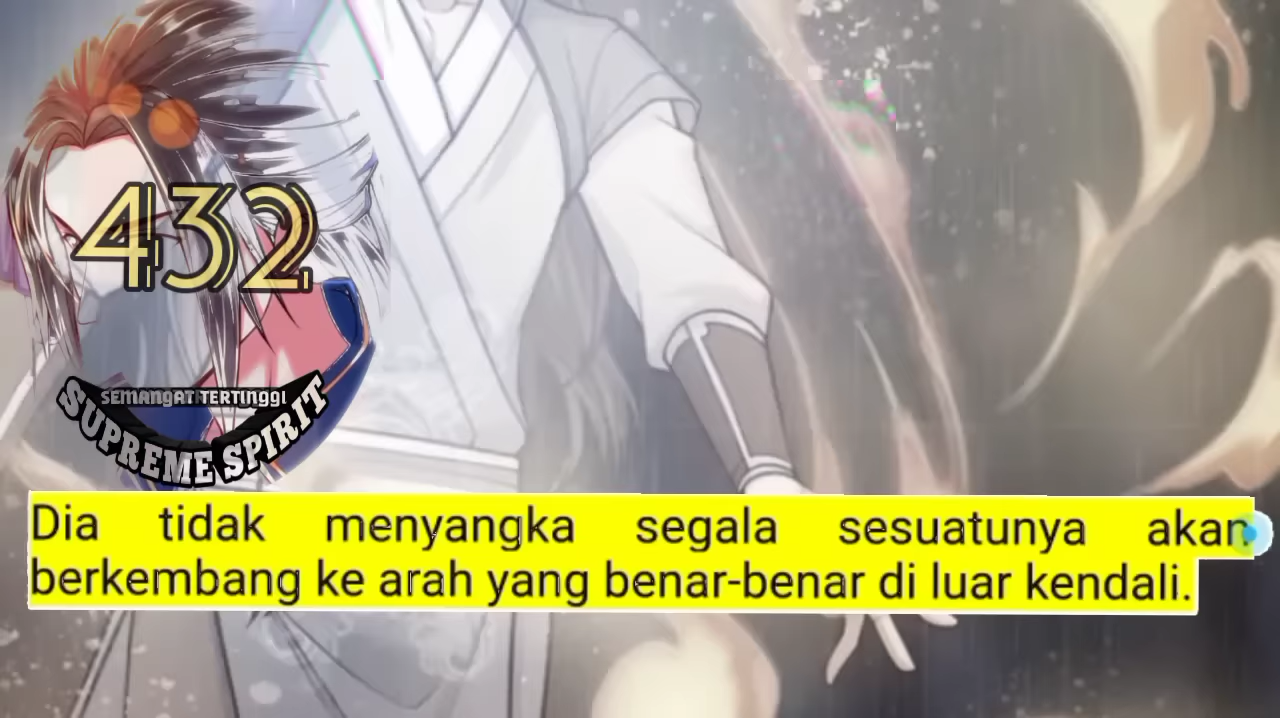 432
SEMANGAT TERTINGGI
SUPREME SPIRIT
Dia tidak menyangka segala sesuatunya akan
berkembang ke arah yang benar-benar di luar kendali.